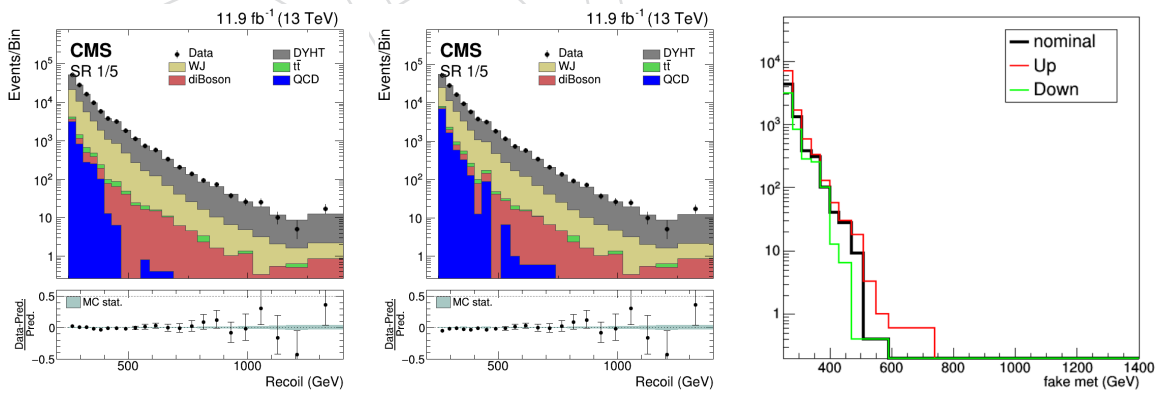 11.9 fb⁻¹ (13 TeV)
CMS
SR 1/5
Data
DYHT
WJ
tt̄
diBoson
QCD
Events/Bin
10⁵
10⁴
10³
10²
10
1
Data-Pred.
Pred.
MC stat.
0.5
0
−0.5
500
1000
Recoil (GeV)
11.9 fb⁻¹ (13 TeV)
CMS
SR 1/5
Data
DYHT
WJ
tt̄
diBoson
QCD
Events/Bin
10⁵
10⁴
10³
10²
10
1
Data-Pred.
Pred.
MC stat.
0.5
0
−0.5
500
1000
Recoil (GeV)
nominal
Up
Down
10⁴
10³
10²
10
1
400
600
800
1000
1200
1400
fake met (GeV)